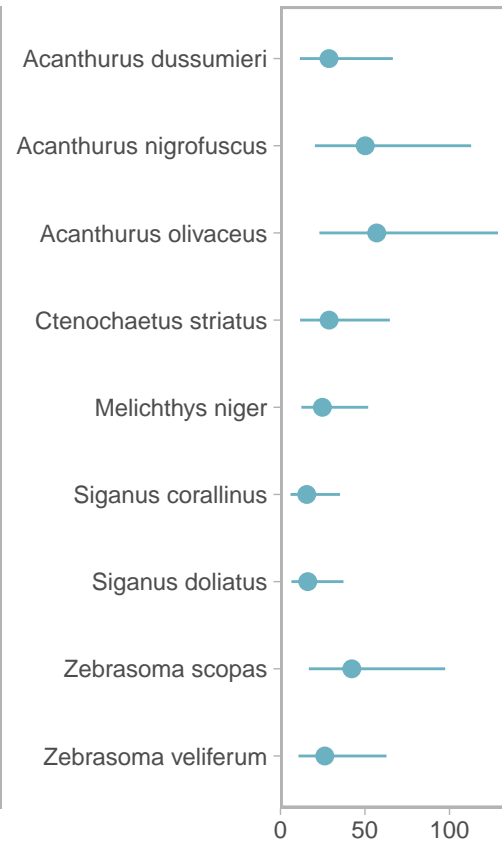 Acanthurus dussumieri
Acanthurus nigrofuscus
Acanthurus olivaceus
Ctenochaetus striatus
Melichthys niger
Siganus corallinus
Siganus doliatus
Zebrasoma scopas
Zebrasoma veliferum
0 50 100